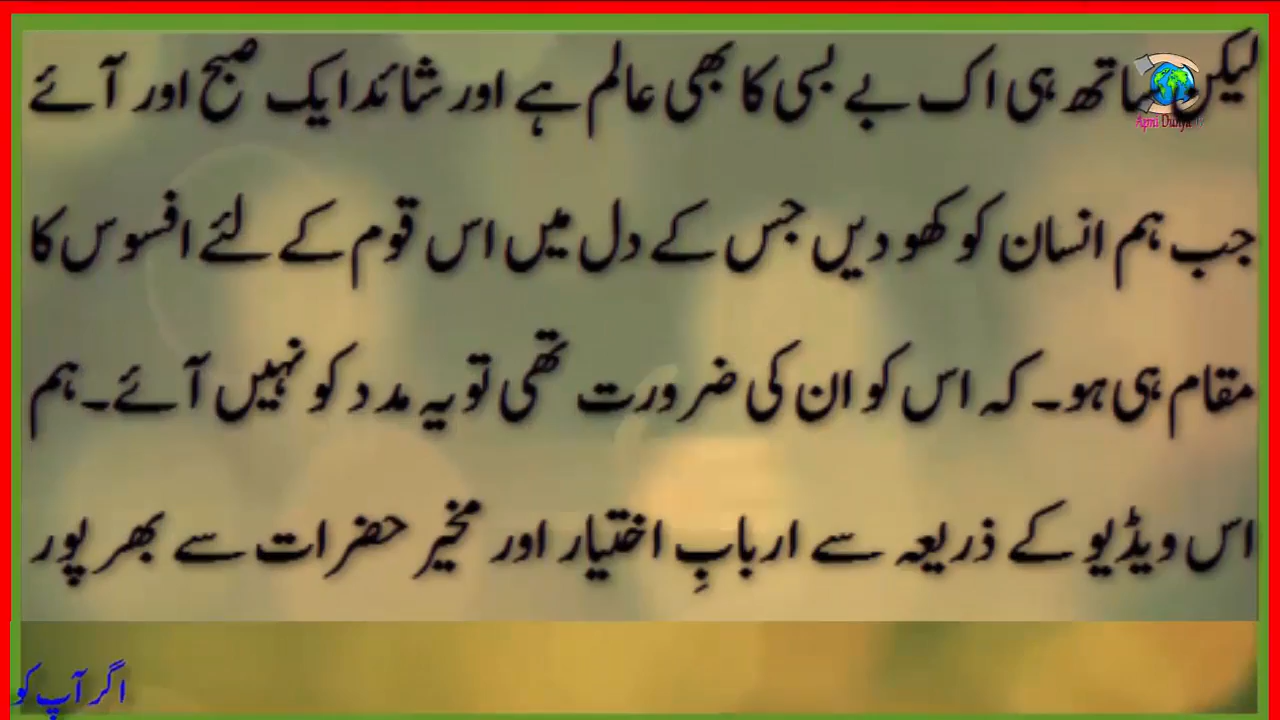 لیکن ساتھ ہی اک بے بسی کا بھی عالم ہے اور شائد ایک صبح اور آئے
جب ہم انسان کو کھو دیں جس کے دل میں اس قوم کے لئے افسوس کا
مقام ہی ہو۔ کہ اس کو ان کی ضرورت تھی تو یہ مدد کو نہیں آئے۔ ہم
اس ویڈیو کے ذریعہ سے اربابِ اختیار اور مخیر حضرات سے بھر پور
اگر آپ کو